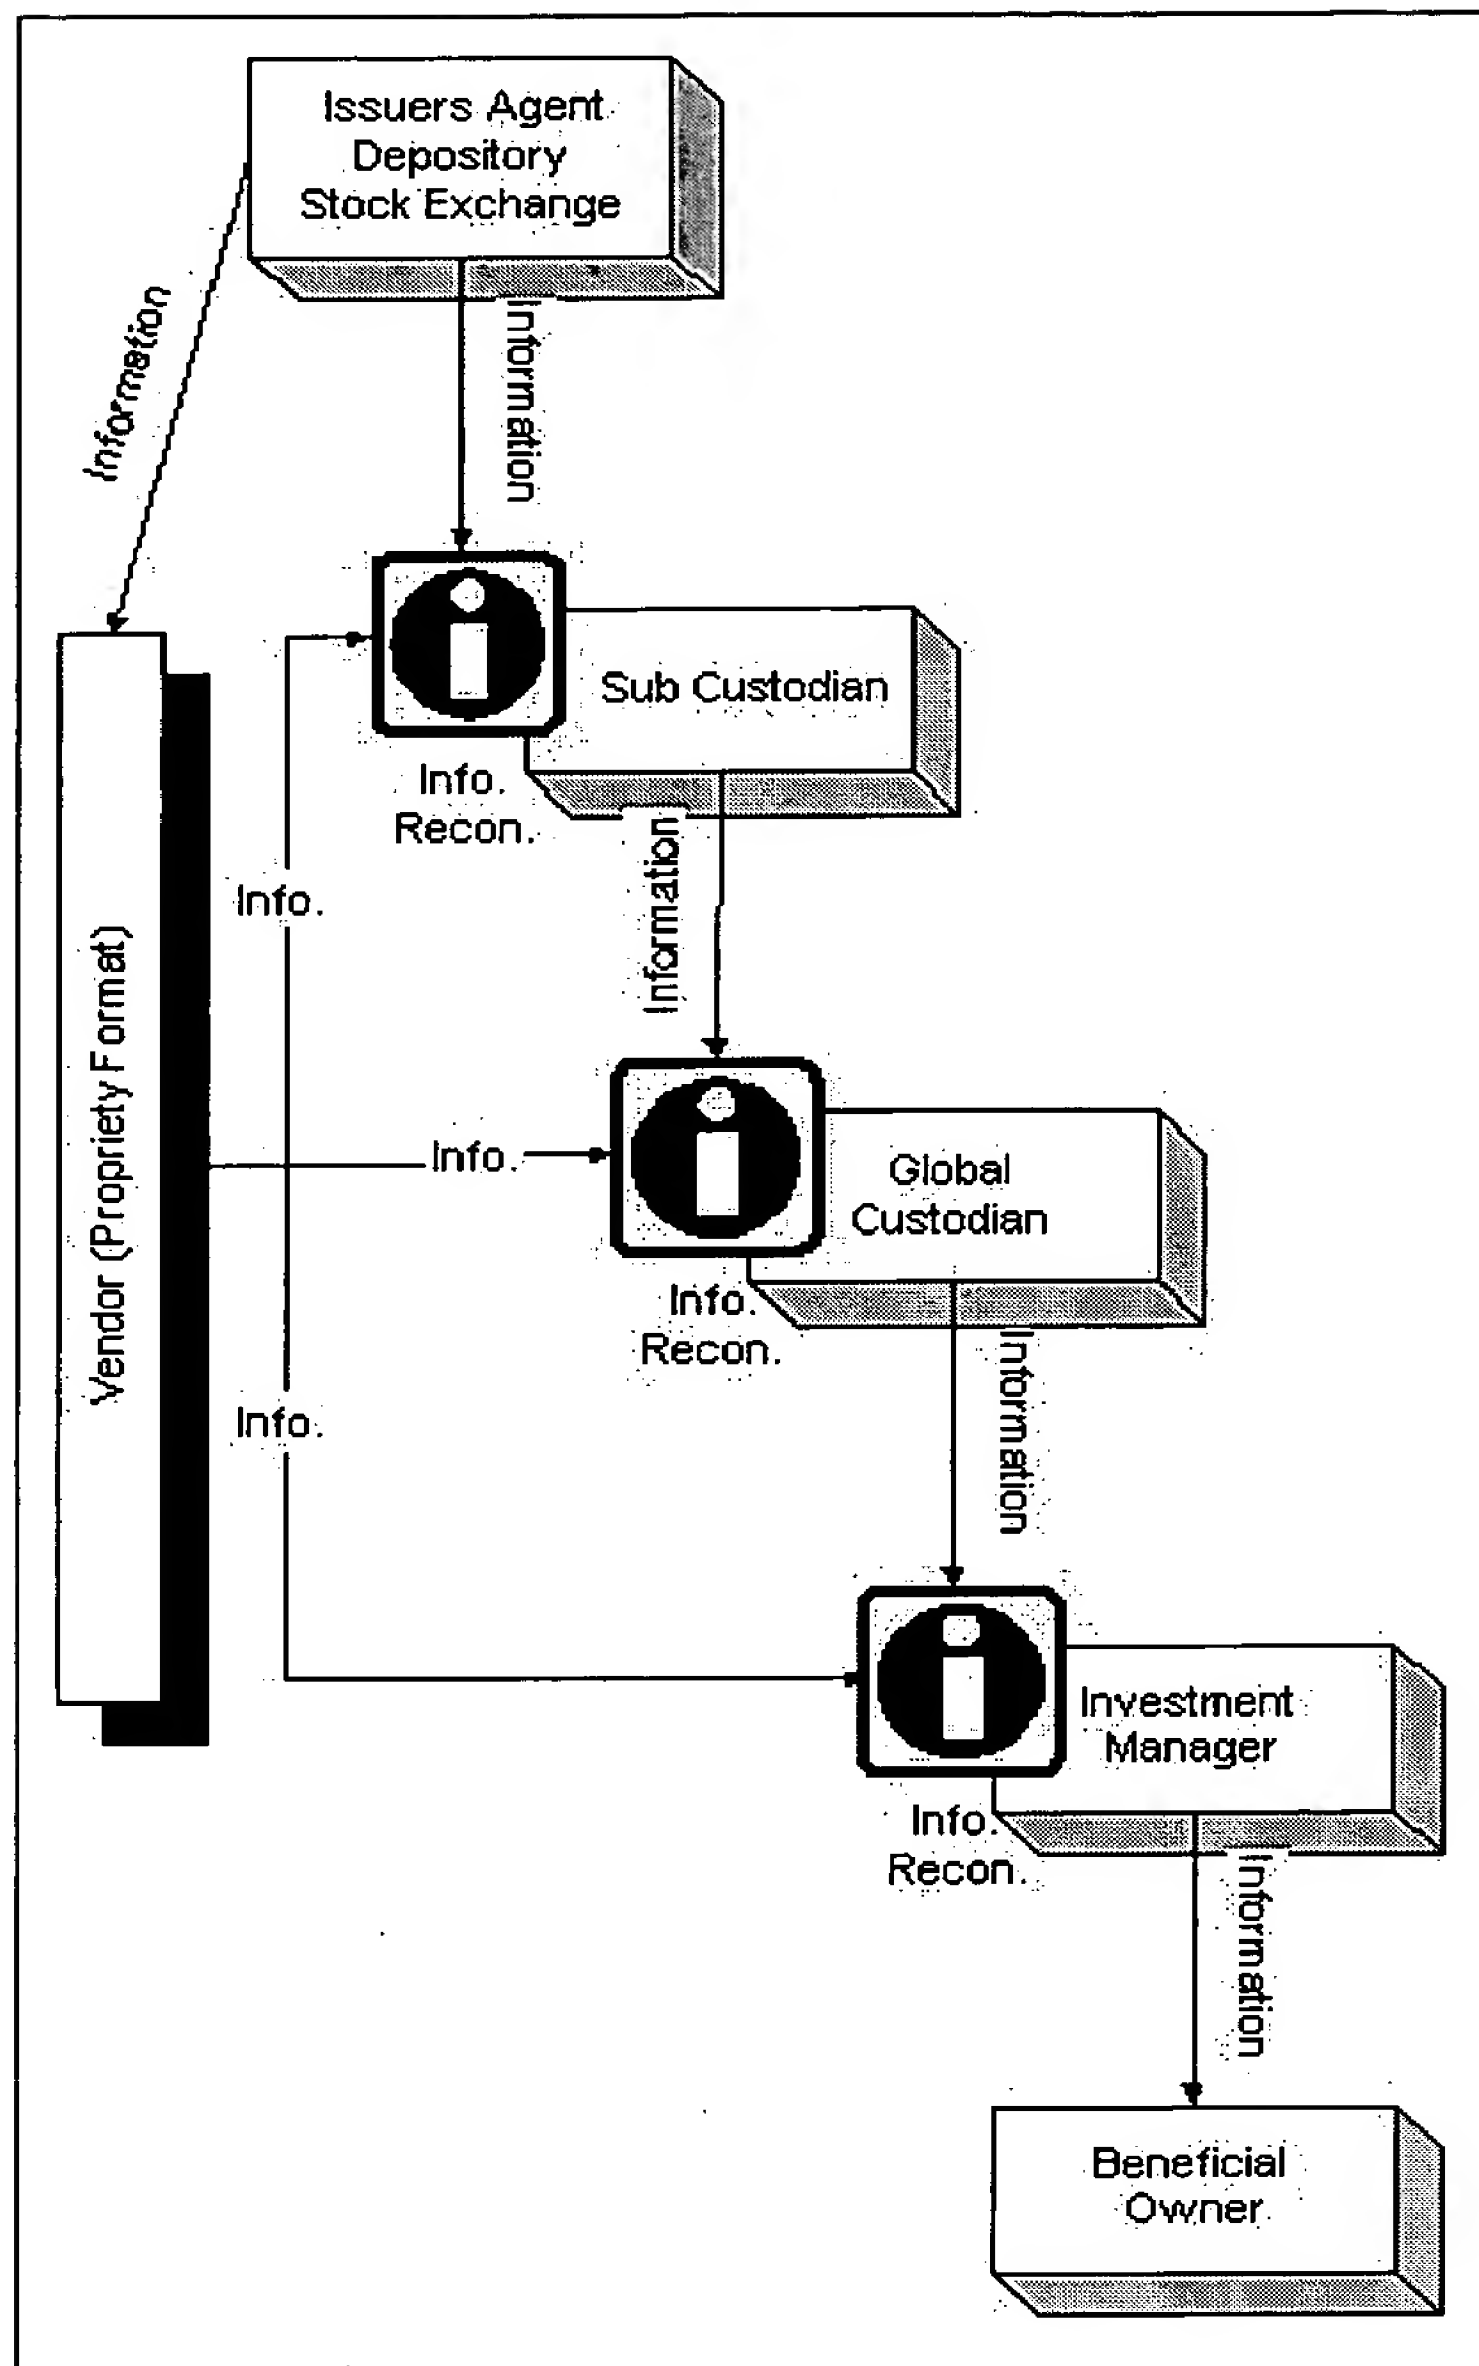 Issuers Agent
Depository
Stock Exchange
Information
Information
Sub Custodian
Info.
Recon.
Info.
Information
Vendor (Propriety Format)
Info.
Global
Custodian
Info.
Recon.
Info.
Information
Investment
Manager
Info.
Recon.
Information
Beneficial
Owner